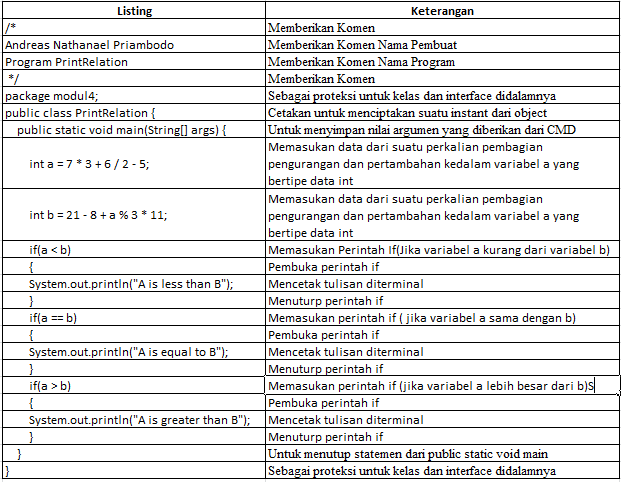 Listing Keterangan
/* Memberikan Komen
Andreas Nathanael Priambodo Memberikan Komen Nama Pembuat
Program PrintRelation Memberikan Komen Nama Program
*/ Memberikan Komen
package modul4; Sebagai proteksi untuk kelas dan interface didalamnya
public class PrintRelation { Cetakan untuk menciptakan suatu instant dari object
public static void main(String[] args) { Untuk menyimpan nilai argumen yang diberikan dari CMD
int a = 7 * 3 + 6 / 2 - 5; Memasukan data dari suatu perkalian pembagian
pengurangan dan pertambahan kedalam variabel a yang
bertipe data int
int b = 21 - 8 + a % 3 * 11; Memasukan data dari suatu perkalian pembagian
pengurangan dan pertambahan kedalam variabel a yang
bertipe data int
if(a < b) Memasukan Perintah If(Jika variabel a kurang dari variabel b)
{ Pembuka perintah if
System.out.println("A is less than B"); Mencetak tulisan diterminal
} Menuturp perintah if
if(a == b) Memasukan perintah if ( jika variabel a sama dengan b)
{ Pembuka perintah if
System.out.println("A is equal to B"); Mencetak tulisan diterminal
} Menuturp perintah if
if(a > b) Memasukan perintah if (jika variabel a lebih besar dari b)S
{ Pembuka perintah if
System.out.println("A is greater than B"); Mencetak tulisan diterminal
} Menuturp perintah if
} Untuk menutup statemen dari public static void main
} Sebagai proteksi untuk kelas dan interface didalamnya